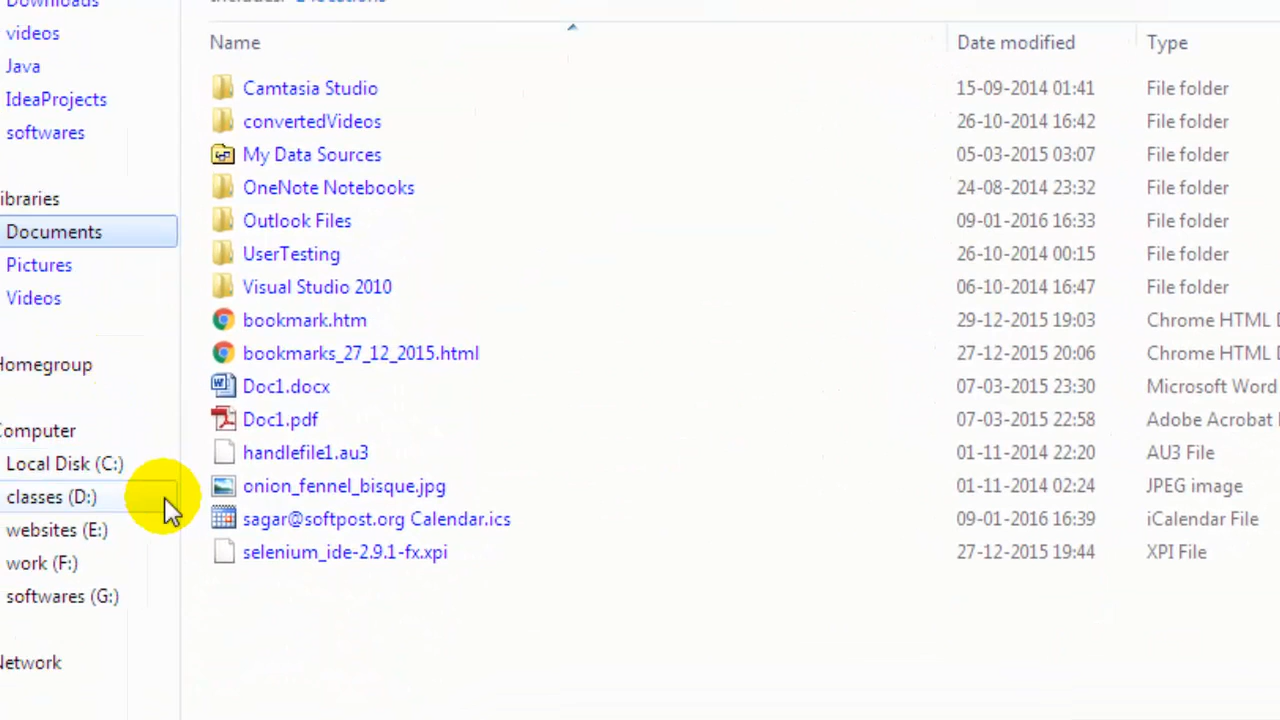 Downloads
videos
Java
IdeaProjects
softwares
ibraries
Documents
Pictures
Videos
Homegroup
Computer
Local Disk (C:)
classes (D:)
websites (E:)
work (F:)
softwares (G:)
Network
Name Date modified Type
Camtasia Studio 15-09-2014 01:41 File folder
convertedVideos 26-10-2014 16:42 File folder
My Data Sources 05-03-2015 03:07 File folder
OneNote Notebooks 24-08-2014 23:32 File folder
Outlook Files 09-01-2016 16:33 File folder
UserTesting 26-10-2014 00:15 File folder
Visual Studio 2010 06-10-2014 16:47 File folder
bookmark.htm 29-12-2015 19:03 Chrome HTML D
bookmarks_27_12_2015.html 27-12-2015 20:06 Chrome HTML D
Doc1.docx 07-03-2015 23:30 Microsoft Word
Doc1.pdf 07-03-2015 22:58 Adobe Acrobat
handlefile1.au3 01-11-2014 22:20 AU3 File
onion_fennel_bisque.jpg 01-11-2014 02:24 JPEG image
sagar@softpost.org Calendar.ics 09-01-2016 16:39 iCalendar File
selenium_ide-2.9.1-fx.xpi 27-12-2015 19:44 XPI File